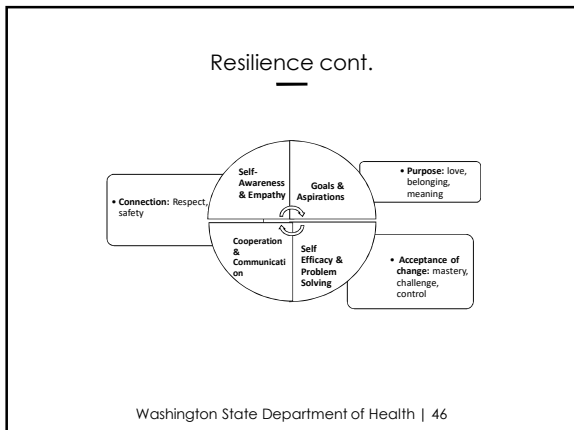 Resilience cont.
Self-
Awareness
& Empathy
Goals &
Aspirations
• Connection: Respect,
safety
• Purpose: love,
belonging,
meaning
Cooperation
&
Communicati
on
Self
Efficacy &
Problem
Solving
• Acceptance of
change: mastery,
challenge,
control
Washington State Department of Health | 46